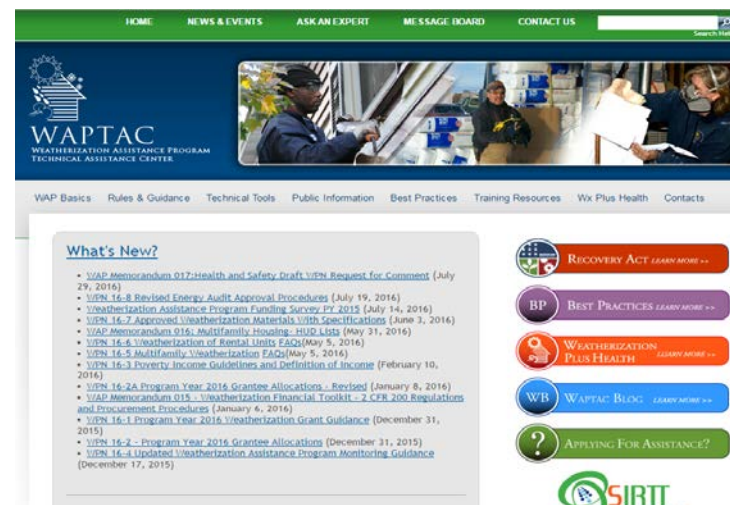 HOME NEWS & EVENTS ASK AN EXPERT MESSAGE BOARD CONTACT US
Search Hel
WAPTAC
WEATHERIZATION ASSISTANCE PROGRAM
TECHNICAL ASSISTANCE CENTER
WAP Basics Rules & Guidance Technical Tools Public Information Best Practices Training Resources Wx Plus Health Contacts
What's New?
• WAP Memorandum 017:Health and Safety Draft WPN Request for Comment (July
29, 2016)
• WPN 16-8 Revised Energy Audit Approval Procedures (July 19, 2016)
• Weatherization Assistance Program Funding Survey PY 2015 (July 14, 2016)
• WPN 16-7 Approved Weatherization Materials With Specifications (June 3, 2016)
• WAP Memorandum 016; Multifamily Housing- HUD Lists (May 31, 2016)
• WPN 16-6 Weatherization of Rental Units FAQs(May 5, 2016)
• WPN 16-5 Multifamily Weatherization FAQs(May 5, 2016)
• WPN 16-3 Poverty Income Guidelines and Definition of Income (February 10,
2016)
• WPN 16-2A Program Year 2016 Grantee Allocations - Revised (January 8, 2016)
• WAP Memorandum 015 - Weatherization Financial Toolkit - 2 CFR 200 Regulations
and Procurement Procedures (January 6, 2016)
• WPN 16-1 Program Year 2016 Weatherization Grant Guidance (December 31,
2015)
• WPN 16-2 - Program Year 2016 Grantee Allocations (December 31, 2015)
• WPN 16-4 Updated Weatherization Assistance Program Monitoring Guidance
(December 17, 2015)
RECOVERY ACT LEARN MORE >>
BP BEST PRACTICES LEARN MORE >>
WEATHERIZATION
PLUS HEALTH LEARN MORE >>
WB WAPTAC BLOG LEARN MORE >>
? APPLYING FOR ASSISTANCE?
SIRTI